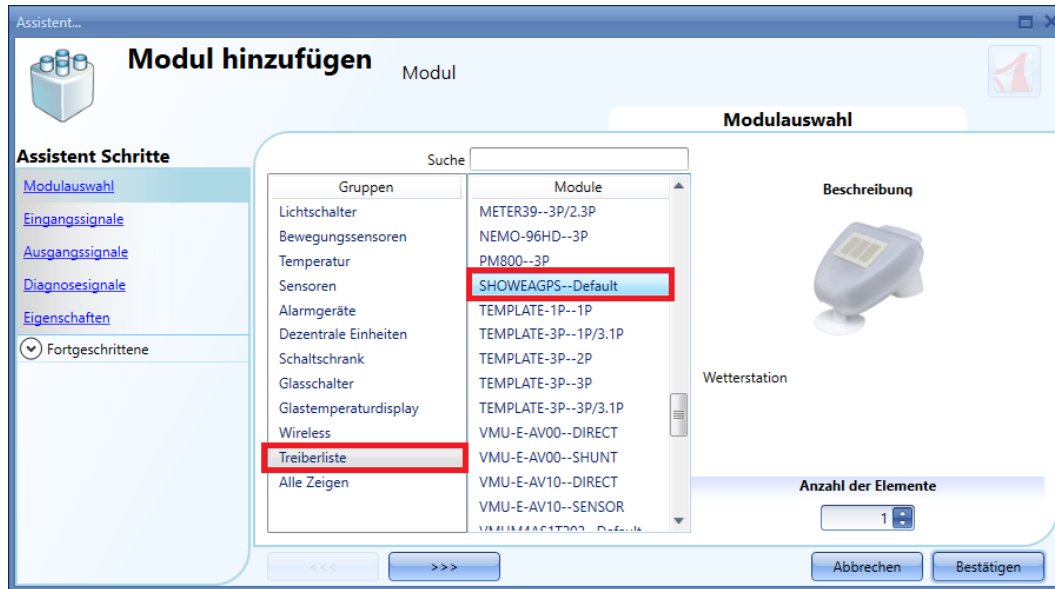 Assistent...
Modul hinzufügen
Modul
Modulauswahl
Assistent Schritte
Modulauswahl
Eingangssignale
Ausgangssignale
Diagnosesignale
Eigenschaften
Fortgeschrittene
Suche
Gruppen
Lichtschalter
Bewegungssensoren
Temperatur
Sensoren
Alarmgeräte
Dezentrale Einheiten
Schaltschrank
Glasschalter
Glastemperaturdisplay
Wireless
Treiberliste
Alle Zeigen
Module
METER39--3P/2.3P
NEMO-96HD--3P
PM800--3P
SHOWEAGPS--Default
TEMPLATE-1P--1P
TEMPLATE-3P--1P/3.1P
TEMPLATE-3P--2P
TEMPLATE-3P--3P
TEMPLATE-3P--3P/3.1P
VMU-E-AV00--DIRECT
VMU-E-AV00--SHUNT
VMU-E-AV10--DIRECT
VMU-E-AV10--SENSOR
Beschreibung
Wetterstation
Anzahl der Elemente
1
<<<
>>>
Abbrechen
Bestätigen